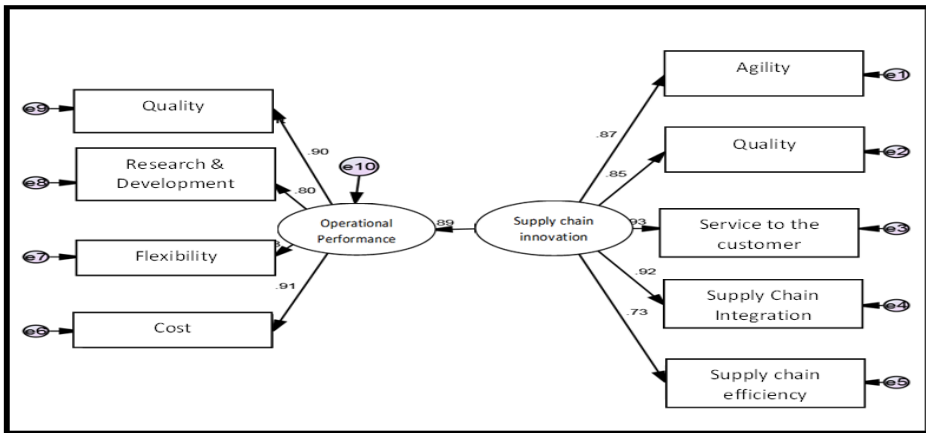 e9
Quality
.90
e8
Research &
Development
.80
e10
e7
Flexibility
e6
Cost
.91
Operational
Performance
.89
Supply chain
innovation
Agility
e1
.87
Quality
e2
.85
Service to the
customer
e3
.93
Supply Chain
Integration
e4
.92
Supply chain
efficiency
e5
.73